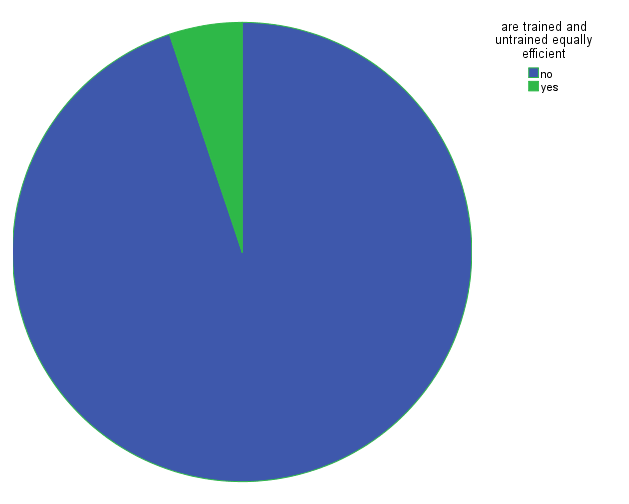 are trained and
untrained equally
efficient
no
yes